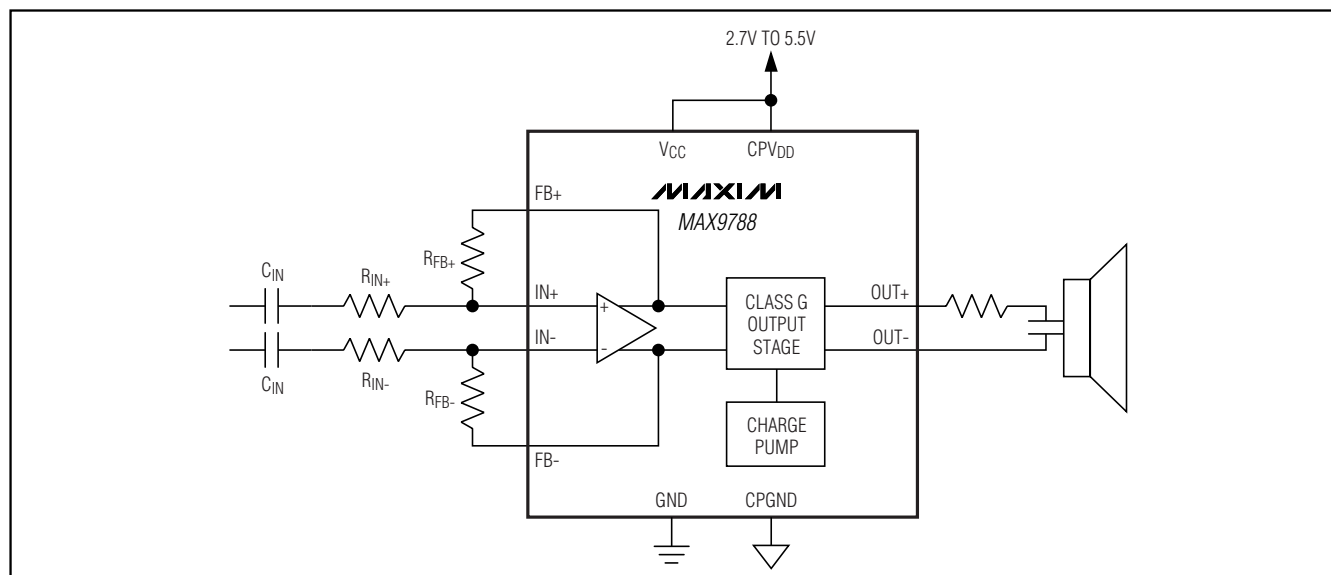 2.7V TO 5.5V
VCC
CPVDD
FB+
MAXIM
MAX9788
RFB+
CIN
RIN+
IN+
+
CLASS G
OUTPUT
STAGE
OUT+
IN-
-
OUT-
CIN
RIN-
RFB-
CHARGE
PUMP
FB-
GND
CPGND